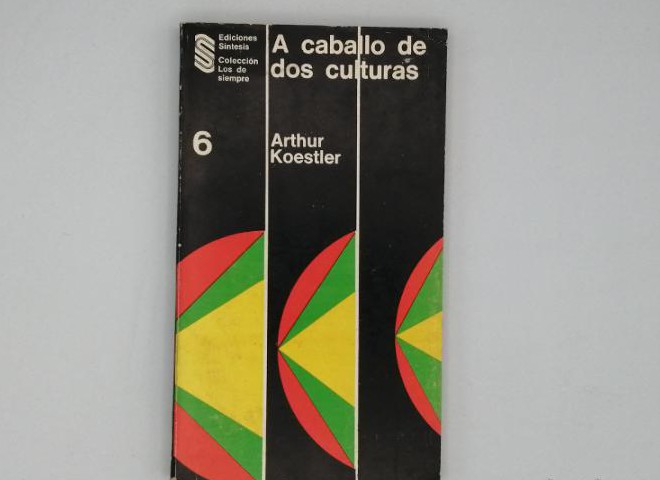 Ediciones
Síntesis
Colección
Los de
siempre
A caballo de
dos culturas
6
Arthur
Koestler